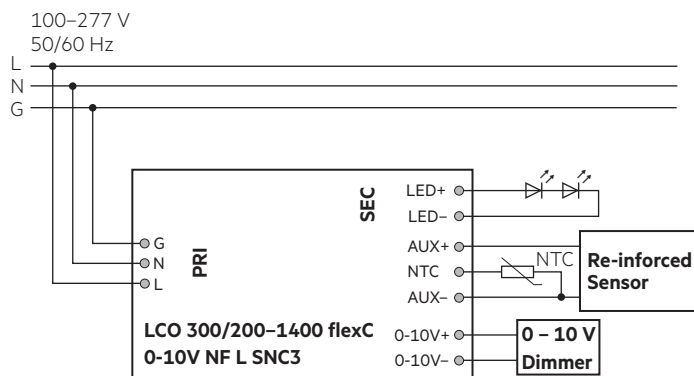 100–277 V
50/60 Hz
L
N
G
LED+
SEC
LED–
AUX+
G
NTC
NTC
Re-inforced
Sensor
N
PRI
L
AUX–
LCO 300/200–1400 flexC
0-10V NF L SNC3
0-10V+
0-10V–
0 – 10 V
Dimmer